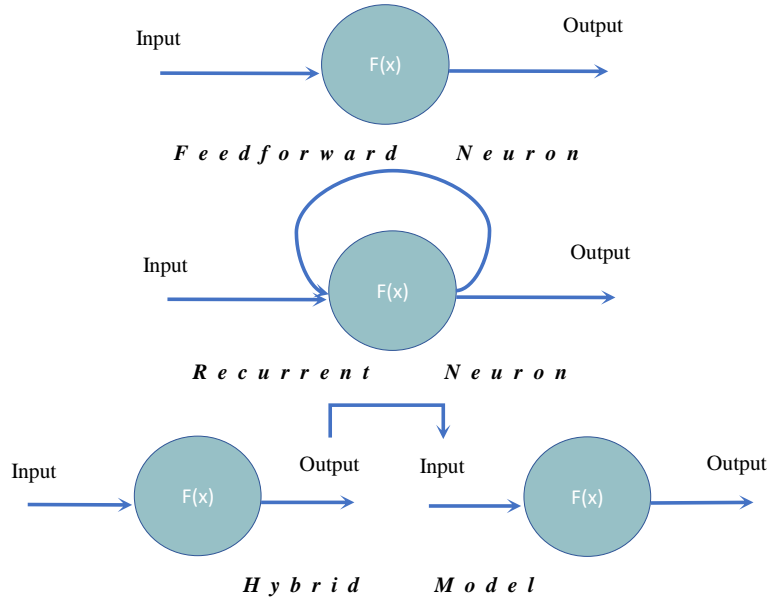 Input Output
F(x)
Feedforward Neuron
Input Output
F(x)
Recurrent Neuron
Input Output Input Output
F(x) F(x)
Hybrid Model